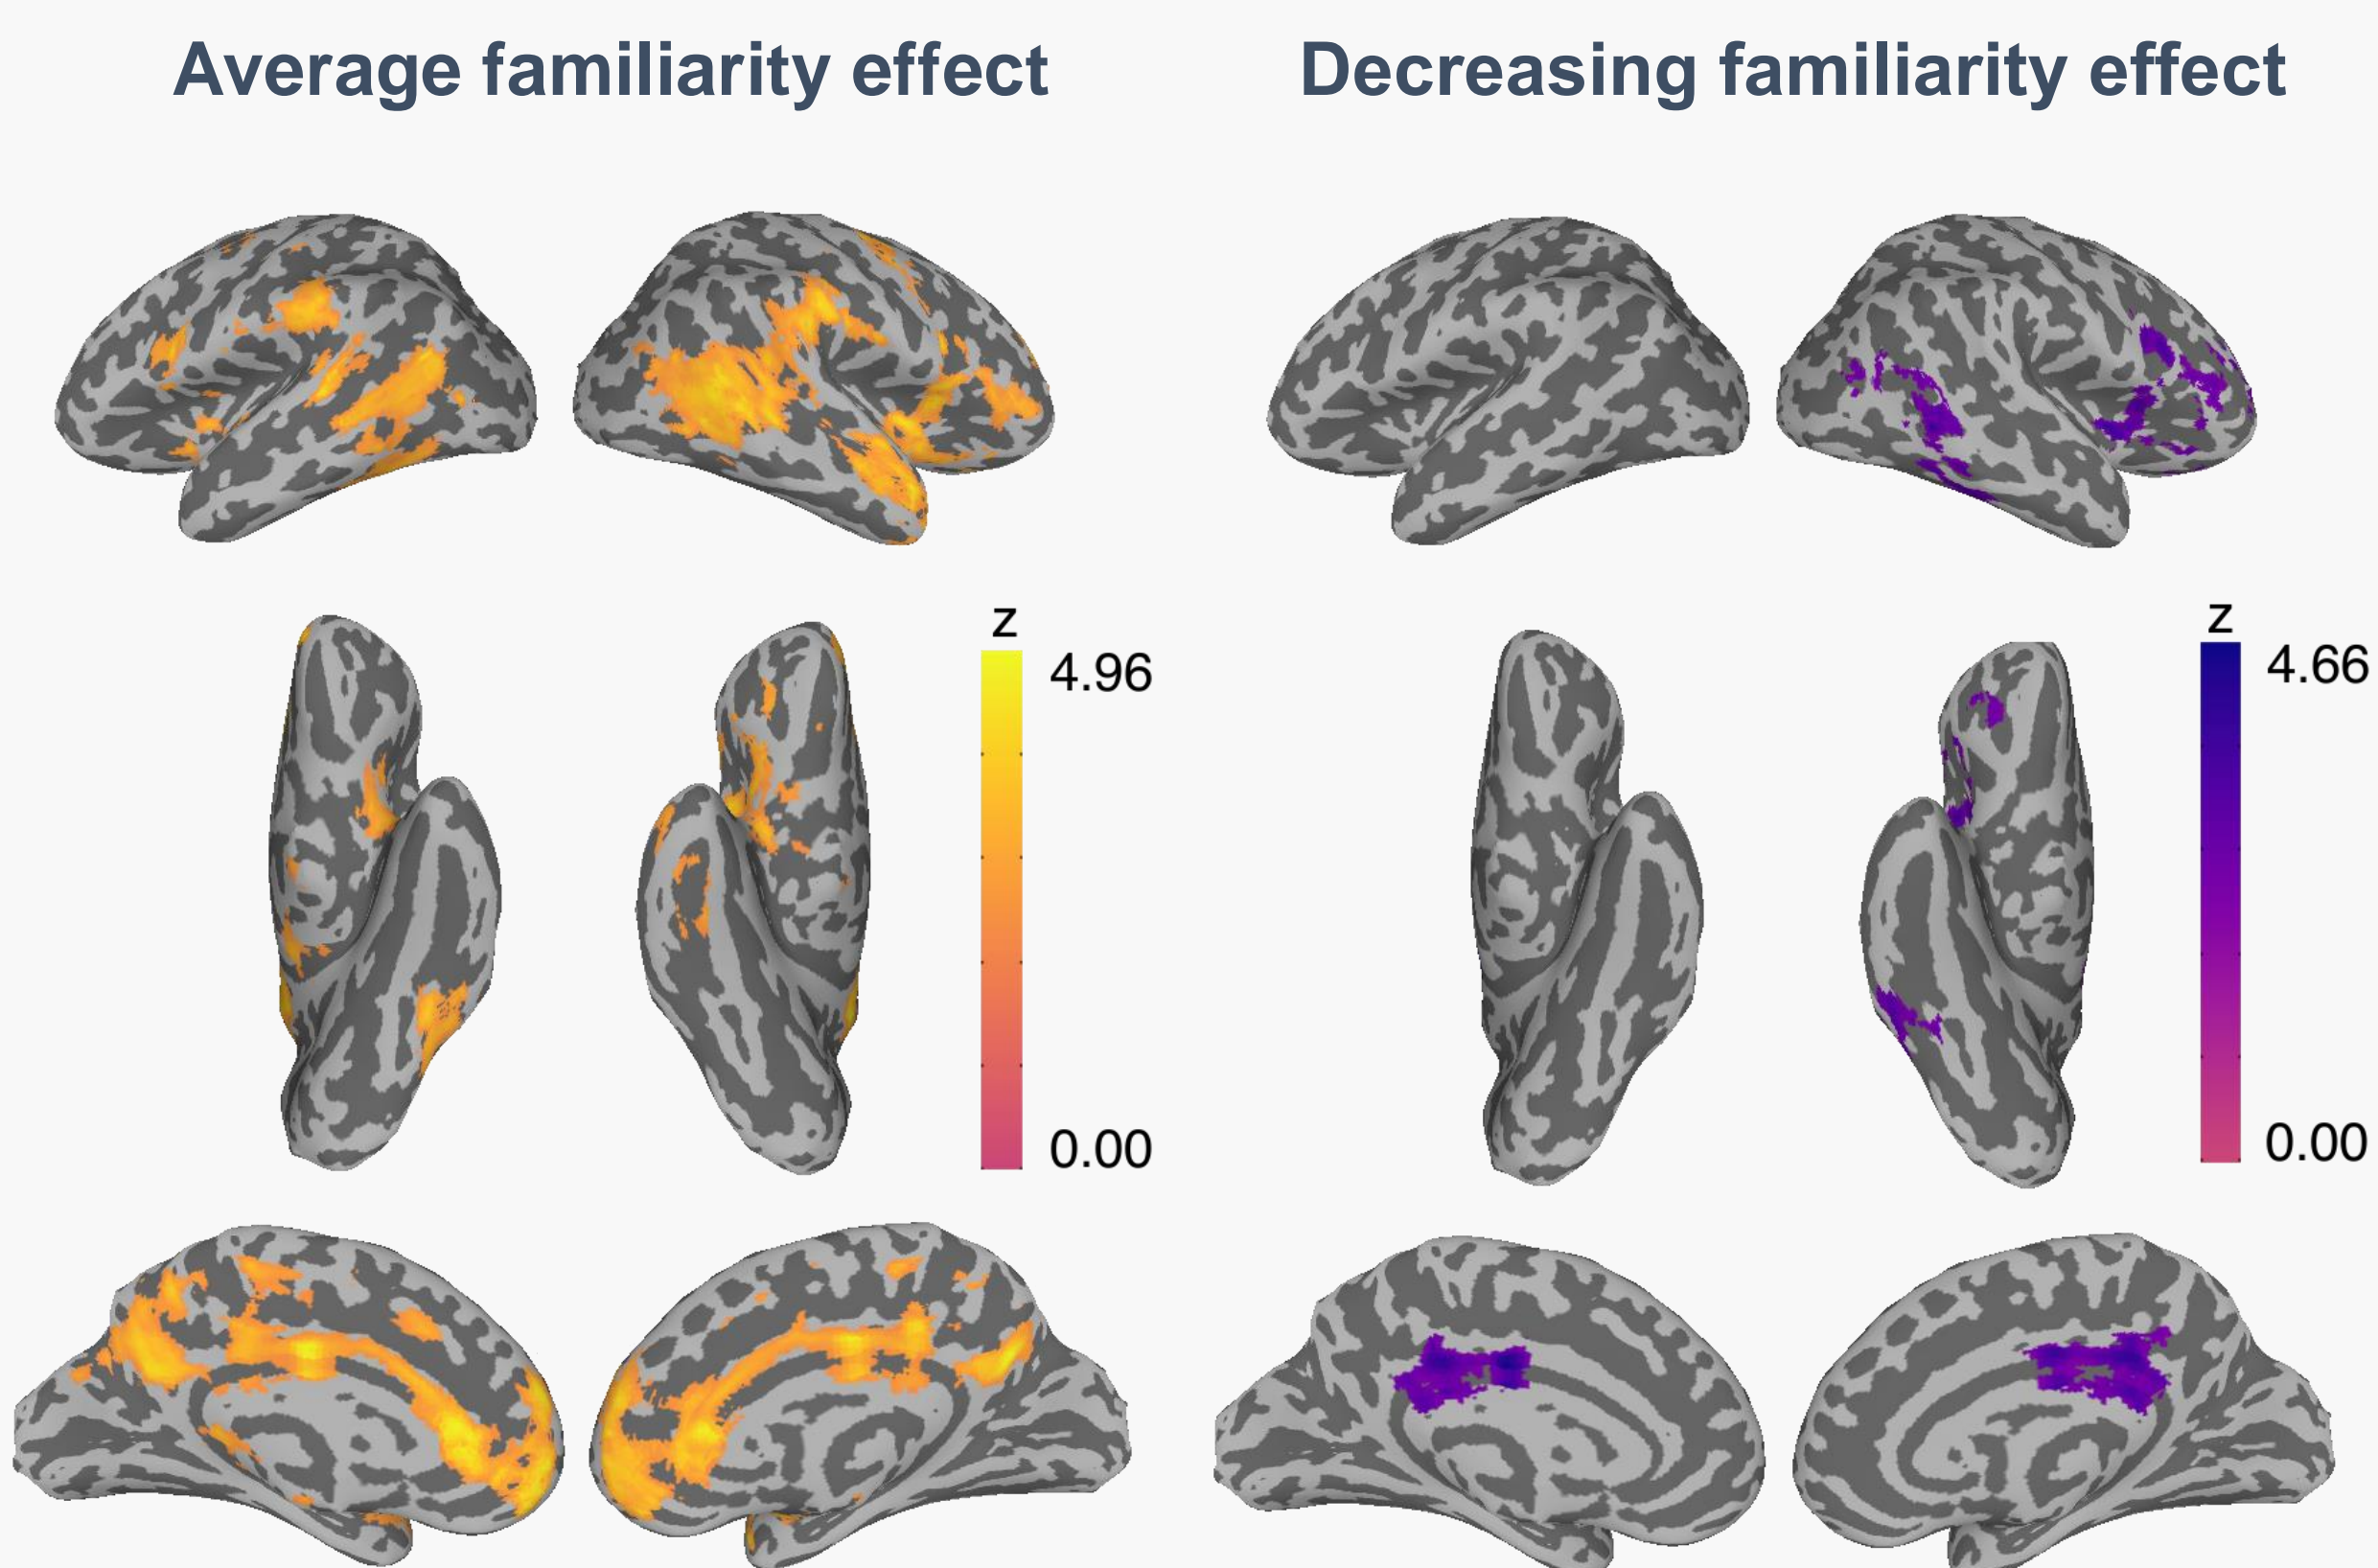 Average familiarity effect
Decreasing familiarity effect
z
4.96
0.00
z
4.66
0.00